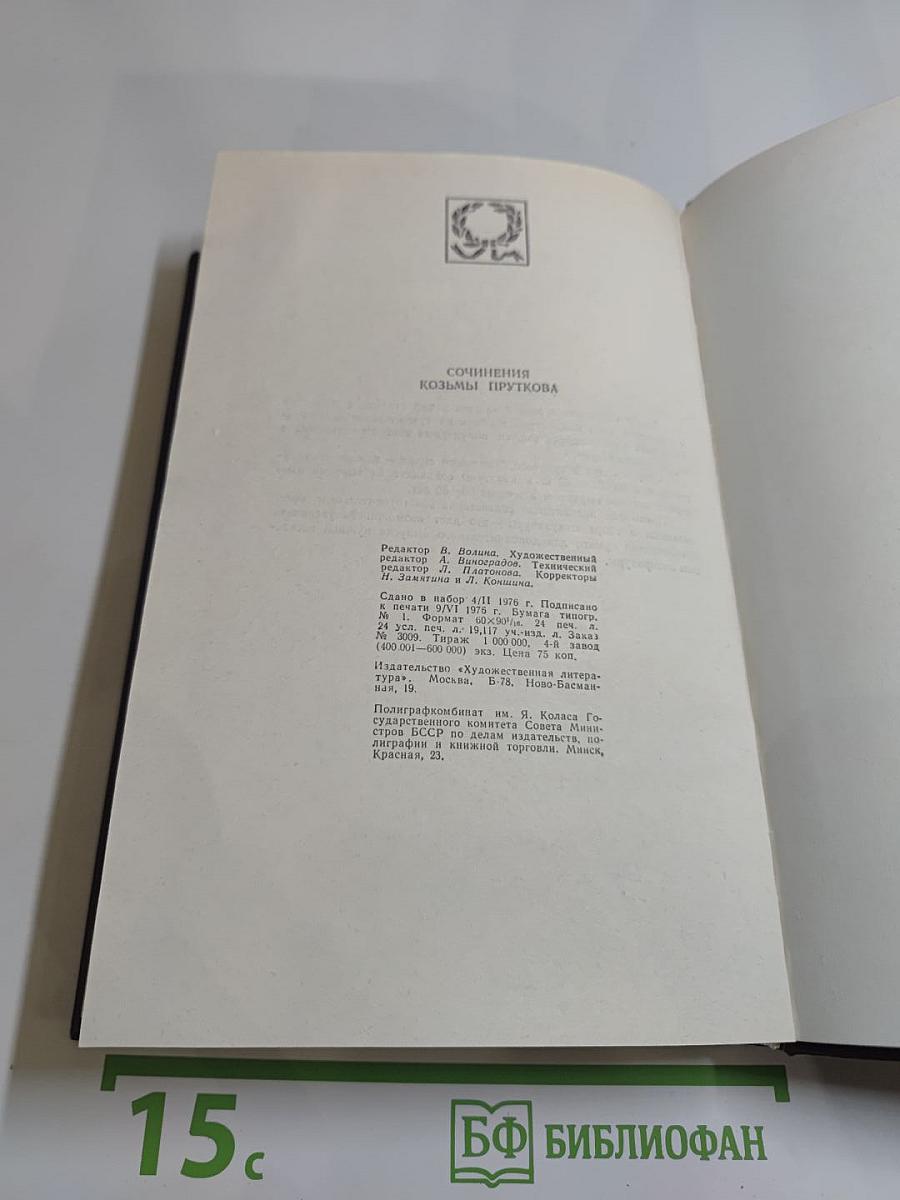 СОЧИНЕНИЯ
КОЗЬМЫ ПРУТКОВА
Редактор В. Волина. Художественный
редактор А. Виноградов. Технический
редактор Л. Платонова. Корректоры
Н. Замятина и Л. Коншина.
Сдано в набор 4/II 1976 г. Подписано
к печати 9/VI 1976 г. Бумага типогр.
№ 1. Формат 60×90¹/₁₆. 24 печ. л.
24 усл. печ. л. 19,117 уч.-изд. л. Заказ
№ 3009. Тираж 1 000 000, 4-й завод
(400 001—600 000) экз. Цена 75 коп.
Издательство «Художественная литера-
тура». Москва, Б-78, Ново-Басман-
ная, 19.
Полиграфкомбинат им. Я. Коласа Го-
сударственного комитета Совета Мини-
стров БССР по делам издательств, по-
лиграфии и книжной торговли. Минск,
Красная, 23.
15 с
БФ БИБЛИОФАН